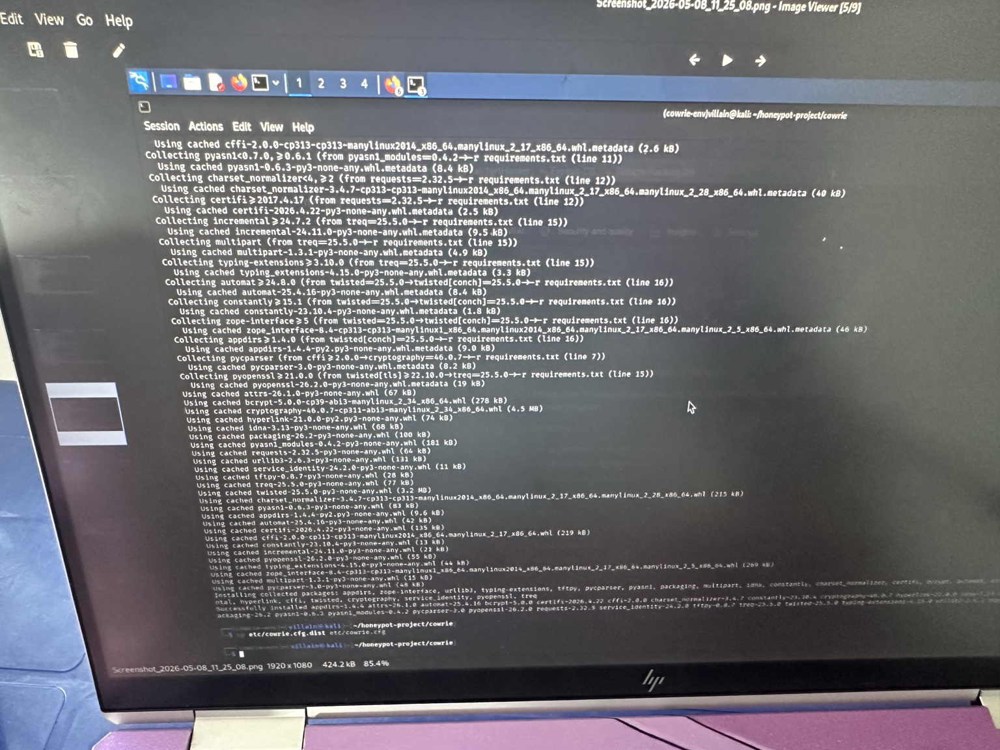 Screenshot_2026-05-08_11_25_08.png - Image Viewer [5/9]
Edit View Go Help
1 2 3 4 6 3
(cowrie-env)villain@kali: ~/honeypot-project/cowrie
Session Actions Edit View Help
Using cached cffi-2.0.0-cp313-cp313-manylinux2014_x86_64.manylinux_2_17_x86_64.whl.metadata (2.6 kB)
Collecting pyasn1<0.7.0,≥0.6.1 (from pyasn1_modules==0.4.2→-r requirements.txt (line 11))
Using cached pyasn1-0.6.3-py3-none-any.whl.metadata (8.4 kB)
Collecting charset_normalizer<4,≥2 (from requests==2.32.5→-r requirements.txt (line 12))
Using cached charset_normalizer-3.4.7-cp313-cp313-manylinux2014_x86_64.manylinux_2_17_x86_64.manylinux_2_28_x86_64.whl.metadata (40 kB)
Collecting certifi≥2017.4.17 (from requests==2.32.5→-r requirements.txt (line 12))
Using cached certifi-2026.4.22-py3-none-any.whl.metadata (2.5 kB)
Collecting incremental≥24.7.2 (from treq==25.5.0→-r requirements.txt (line 15))
Using cached incremental-24.11.0-py3-none-any.whl.metadata (9.5 kB)
Collecting multipart (from treq==25.5.0→-r requirements.txt (line 15))
Using cached multipart-1.3.1-py3-none-any.whl.metadata (4.9 kB)
Collecting typing-extensions≥3.10.0 (from treq==25.5.0→-r requirements.txt (line 15))
Using cached typing_extensions-4.15.0-py3-none-any.whl.metadata (3.3 kB)
Collecting automat≥24.8.0 (from twisted==25.5.0→twisted[conch]==25.5.0→-r requirements.txt (line 16))
Using cached automat-25.4.16-py3-none-any.whl.metadata (8.4 kB)
Collecting constantly≥15.1 (from twisted==25.5.0→twisted[conch]==25.5.0→-r requirements.txt (line 16))
Using cached constantly-23.10.4-py3-none-any.whl.metadata (1.8 kB)
Collecting zope-interface≥5 (from twisted==25.5.0→twisted[conch]==25.5.0→-r requirements.txt (line 16))
Using cached zope_interface-8.4-cp313-cp313-manylinux1_x86_64.manylinux2014_x86_64.manylinux_2_17_x86_64.manylinux_2_5_x86_64.whl.metadata (46 kB)
Collecting appdirs≥1.4.0 (from twisted[conch]==25.5.0→-r requirements.txt (line 16))
Using cached appdirs-1.4.4-py2.py3-none-any.whl.metadata (9.0 kB)
Collecting pycparser (from cffi≥2.0.0→cryptography==46.0.7→-r requirements.txt (line 7))
Using cached pycparser-3.0-py3-none-any.whl.metadata (8.2 kB)
Collecting pyopenssl≥21.0.0 (from twisted[tls]≥22.10.0→treq==25.5.0→-r requirements.txt (line 15))
Using cached pyopenssl-26.2.0-py3-none-any.whl.metadata (19 kB)
Using cached attrs-26.1.0-py3-none-any.whl (67 kB)
Using cached bcrypt-5.0.0-cp39-abi3-manylinux_2_34_x86_64.whl (278 kB)
Using cached cryptography-46.0.7-cp311-abi3-manylinux_2_34_x86_64.whl (4.5 MB)
Using cached hyperlink-21.0.0-py2.py3-none-any.whl (74 kB)
Using cached idna-3.13-py3-none-any.whl (68 kB)
Using cached packaging-26.2-py3-none-any.whl (100 kB)
Using cached pyasn1_modules-0.4.2-py3-none-any.whl (181 kB)
Using cached requests-2.32.5-py3-none-any.whl (64 kB)
Using cached urllib3-2.6.3-py3-none-any.whl (131 kB)
Using cached service_identity-24.2.0-py3-none-any.whl (11 kB)
Using cached tftpy-0.8.7-py3-none-any.whl (28 kB)
Using cached treq-25.5.0-py3-none-any.whl (77 kB)
Using cached twisted-25.5.0-py3-none-any.whl (3.2 MB)
Using cached charset_normalizer-3.4.7-cp313-cp313-manylinux2014_x86_64.manylinux_2_17_x86_64.manylinux_2_28_x86_64.whl (215 kB)
Using cached pyasn1-0.6.3-py3-none-any.whl (83 kB)
Using cached appdirs-1.4.4-py2.py3-none-any.whl (9.6 kB)
Using cached automat-25.4.16-py3-none-any.whl (42 kB)
Using cached certifi-2026.4.22-py3-none-any.whl (135 kB)
Using cached cffi-2.0.0-cp313-cp313-manylinux2014_x86_64.manylinux_2_17_x86_64.whl (219 kB)
Using cached constantly-23.10.4-py3-none-any.whl (13 kB)
Using cached incremental-24.11.0-py3-none-any.whl (21 kB)
Using cached pyopenssl-26.2.0-py3-none-any.whl (55 kB)
Using cached typing_extensions-4.15.0-py3-none-any.whl (44 kB)
Using cached zope_interface-8.4-cp313-cp313-manylinux1_x86_64.manylinux2014_x86_64.manylinux_2_17_x86_64.manylinux_2_5_x86_64.whl (269 kB)
Using cached multipart-1.3.1-py3-none-any.whl (15 kB)
Using cached pycparser-3.0-py3-none-any.whl (48 kB)
Installing collected packages: appdirs, zope-interface, urllib3, typing-extensions, tftpy, pycparser, pyasn1, packaging, multipart, idna, constantly, charset_normalizer, certifi, bcrypt, automat,
ntal, hyperlink, cffi, twisted, cryptography, service_identity, pyopenssl, treq
Successfully installed appdirs-1.4.4 attrs-26.1.0 automat-25.4.16 bcrypt-5.0.0 certifi-2026.4.22 cffi-2.0.0 charset_normalizer-3.4.7 constantly-23.10.4 cryptography-46.0.7
ackaging-26.2 pyasn1-0.6.3 pyasn1_modules-0.4.2 pycparser-3.0 pyopenssl-26.2.0 requests-2.32.5 service_identity-24.2.0 tftpy-0.8.7 treq-25.5.0 twisted-25.5.0
villain㉿kali ~/honeypot-project/cowrie
$ cp etc/cowrie.cfg.dist etc/cowrie.cfg
villain㉿kali ~/honeypot-project/cowrie
$
Screenshot_2026-05-08_11_25_08.png 1920 x 1080 424.2 kB 85.4%
hp